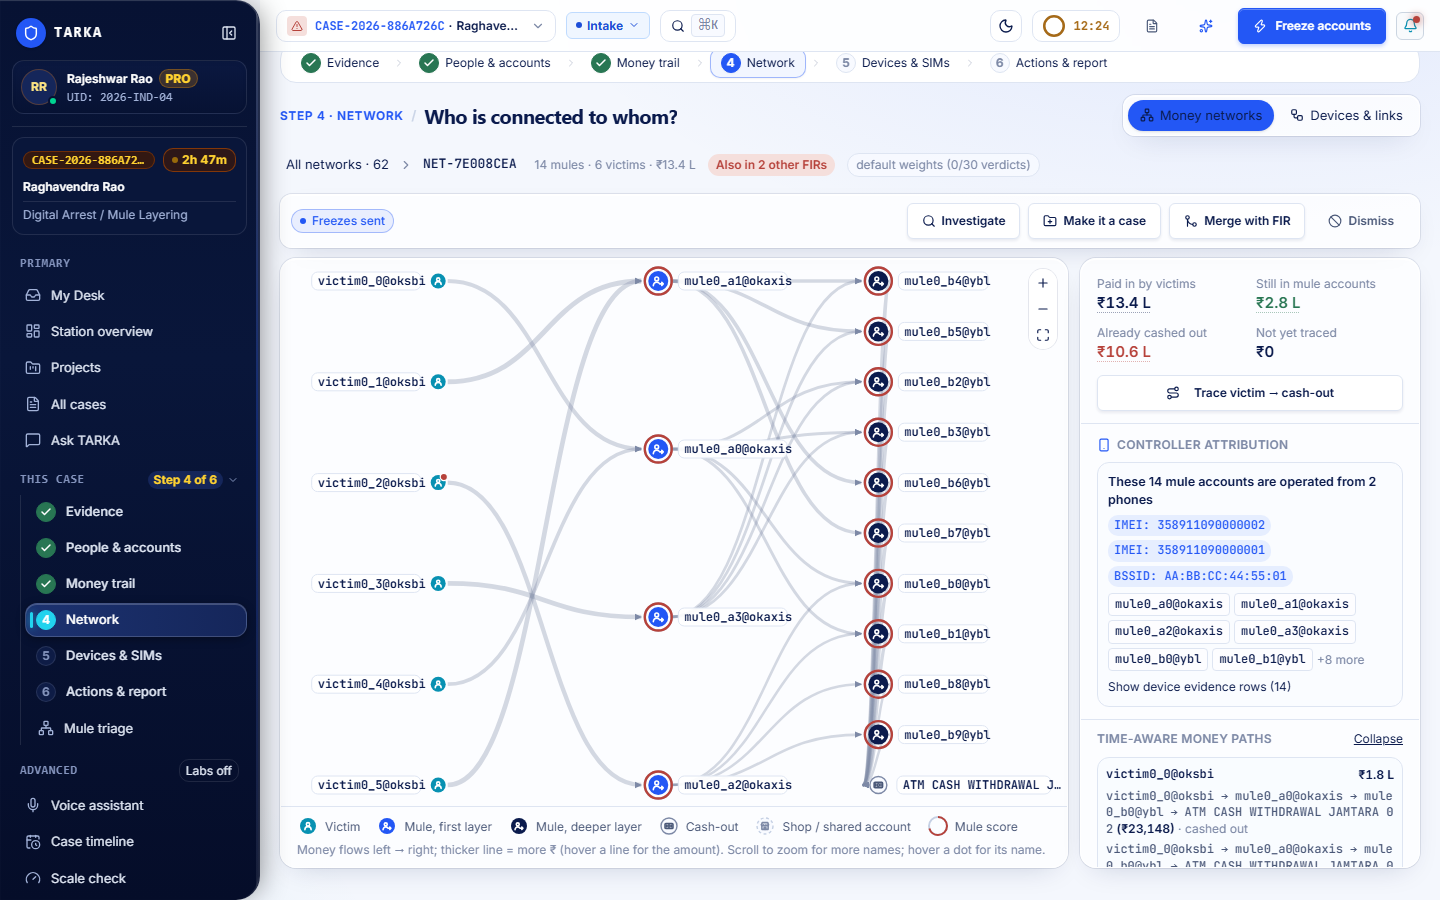 TARKA
RR
Rajeshwar Rao PRO
UID: 2026-IND-04
CASE-2026-886A72… 2h 47m
Raghavendra Rao
Digital Arrest / Mule Layering
PRIMARY
My Desk
Station overview
Projects
All cases
Ask TARKA
THIS CASE Step 4 of 6
Evidence
People & accounts
Money trail
4 Network
5 Devices & SIMs
6 Actions & report
Mule triage
ADVANCED Labs off
Voice assistant
Case timeline
Scale check
CASE-2026-886A726C · Raghave… Intake ⌘K 12:24 Freeze accounts
Evidence People & accounts Money trail 4 Network 5 Devices & SIMs 6 Actions & report
STEP 4 · NETWORK / Who is connected to whom? Money networks Devices & links
All networks · 62 > NET-7E008CEA 14 mules · 6 victims · ₹13.4 L Also in 2 other FIRs default weights (0/30 verdicts)
Freezes sent Investigate Make it a case Merge with FIR Dismiss
victim0_0@oksbi mule0_a1@okaxis mule0_b4@ybl
mule0_b5@ybl
victim0_1@oksbi mule0_b2@ybl
mule0_a0@okaxis mule0_b3@ybl
victim0_2@oksbi mule0_b6@ybl
mule0_b7@ybl
victim0_3@oksbi mule0_b0@ybl
mule0_a3@okaxis mule0_b1@ybl
victim0_4@oksbi mule0_b8@ybl
mule0_b9@ybl
victim0_5@oksbi mule0_a2@okaxis ATM CASH WITHDRAWAL J…
Victim Mule, first layer Mule, deeper layer Cash-out Shop / shared account Mule score
Money flows left → right; thicker line = more ₹ (hover a line for the amount). Scroll to zoom for more names; hover a dot for its name.
Paid in by victims Still in mule accounts
₹13.4 L ₹2.8 L
Already cashed out Not yet traced
₹10.6 L ₹0
Trace victim → cash-out
CONTROLLER ATTRIBUTION
These 14 mule accounts are operated from 2
phones
IMEI: 358911090000002
IMEI: 358911090000001
BSSID: AA:BB:CC:44:55:01
mule0_a0@okaxis mule0_a1@okaxis
mule0_a2@okaxis mule0_a3@okaxis
mule0_b0@ybl mule0_b1@ybl +8 more
Show device evidence rows (14)
TIME-AWARE MONEY PATHS Collapse
victim0_0@oksbi ₹1.8 L
victim0_0@oksbi → mule0_a0@okaxis → mule
0_b0@ybl → ATM CASH WITHDRAWAL JAMTARA 0
2 (₹23,148) · cashed out
victim0_0@oksbi → mule0_a0@okaxis → mule
0_b0@ybl → ATM CASH WITHDRAWAL JAMTARA 0